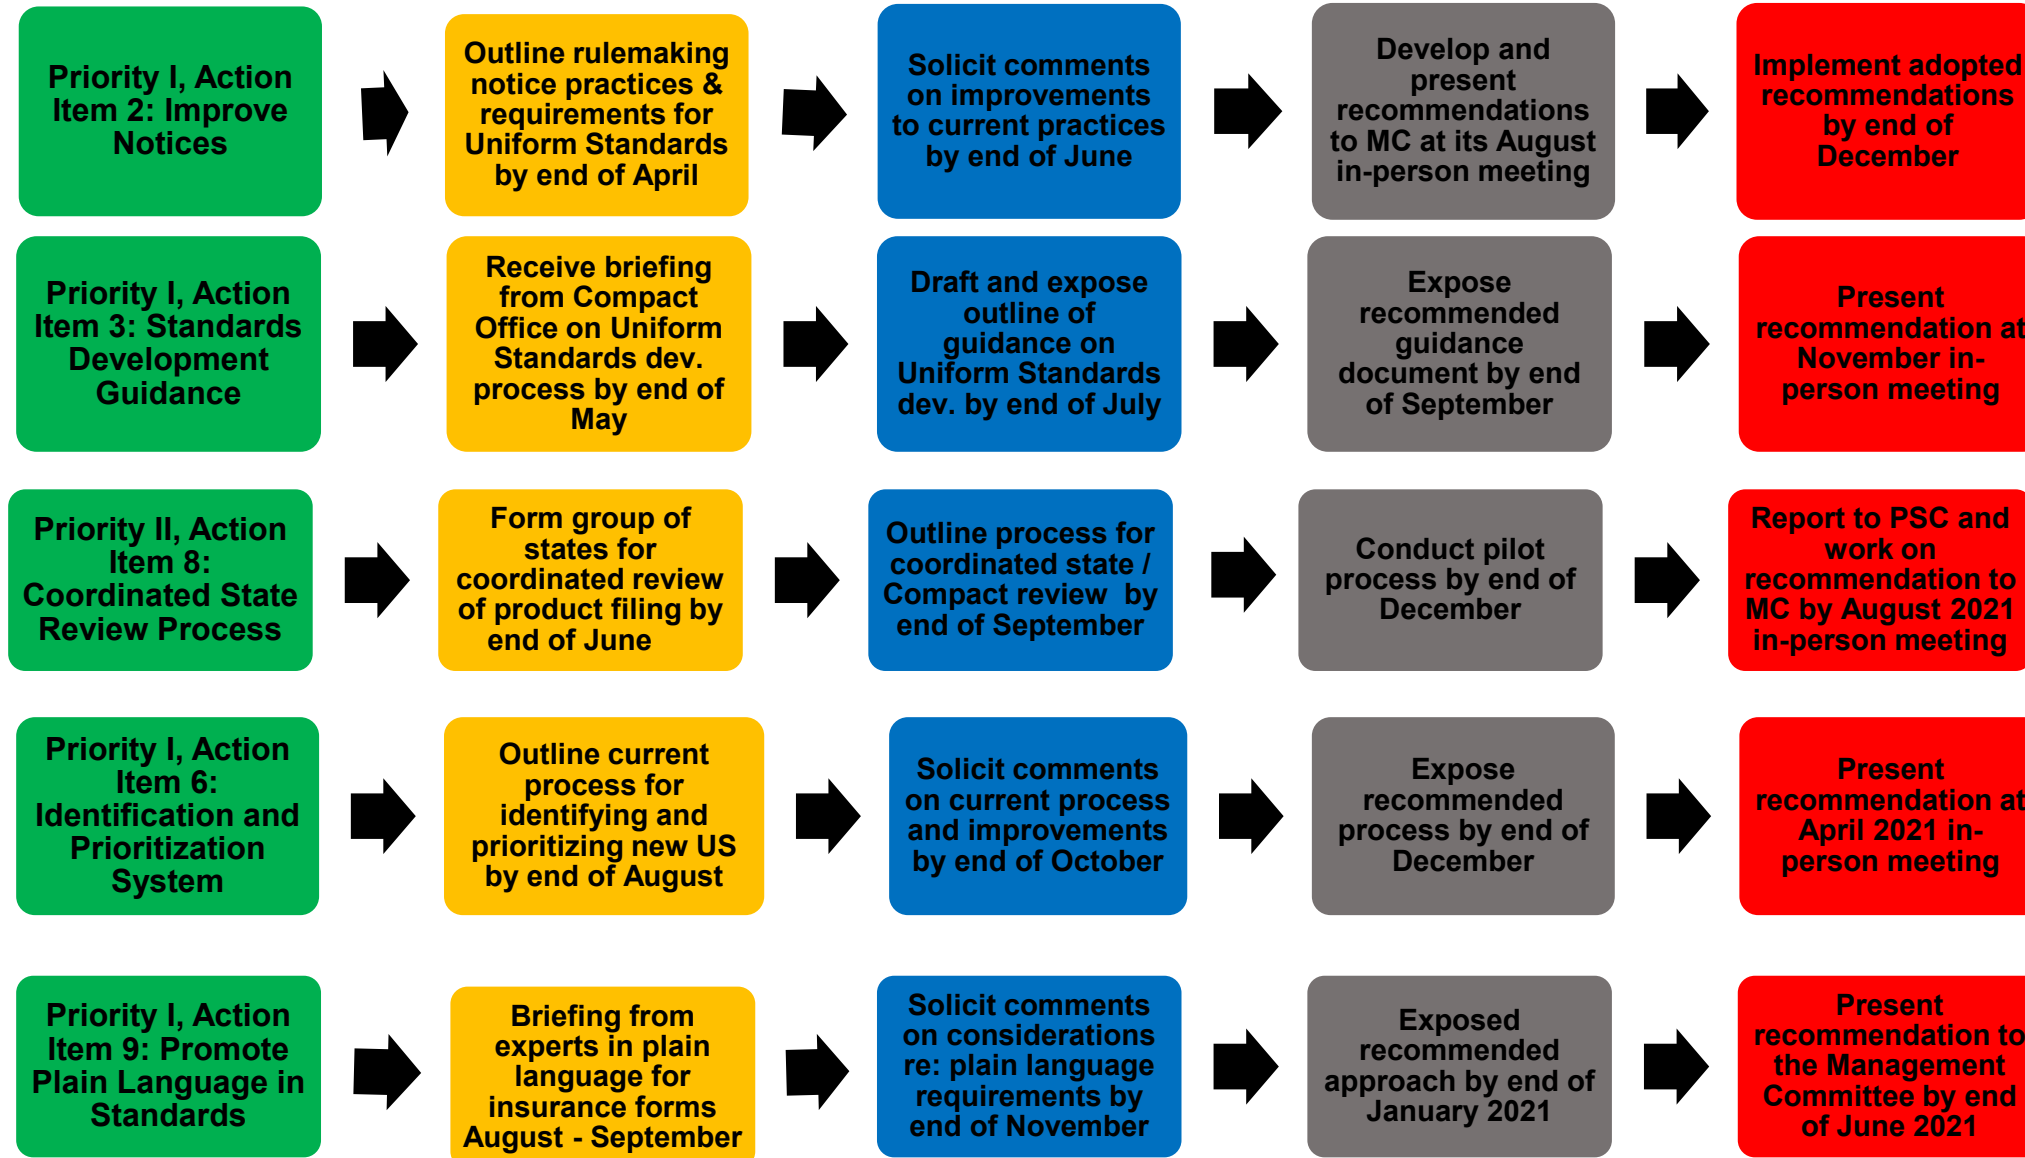 Priority I, Action
Item 2: Improve
Notices
Outline rulemaking
notice practices &
requirements for
Uniform Standards
by end of April
Solicit comments
on improvements
to current practices
by end of June
Develop and
present
recommendations
to MC at its August
in-person meeting
Implement adopted
recommendations
by end of
December
Priority I, Action
Item 3: Standards
Development
Guidance
Receive briefing
from Compact
Office on Uniform
Standards dev.
process by end of
May
Draft and expose
outline of
guidance on
Uniform Standards
dev. by end of July
Expose
recommended
guidance
document by end
of September
Present
recommendation at
November in-
person meeting
Priority II, Action
Item 8:
Coordinated State
Review Process
Form group of
states for
coordinated review
of product filing by
end of June
Outline process for
coordinated state /
Compact review  by
end of September
Conduct pilot
process by end of
December
Report to PSC and
work on
recommendation to
MC by August 2021
in-person meeting
Priority I, Action
Item 6:
Identification and
Prioritization
System
Outline current
process for
identifying and
prioritizing new US
by end of August
Solicit comments
on current process
and improvements
by end of October
Expose
recommended
process by end of
December
Present
recommendation at
April 2021 in-
person meeting
Priority I, Action
Item 9: Promote
Plain Language in
Standards
Briefing from
experts in plain
language for
insurance forms
August - September
Solicit comments
on considerations
re: plain language
requirements by
end of November
Exposed
recommended
approach by end of
January 2021
Present
recommendation to
the Management
Committee by end
of June 2021